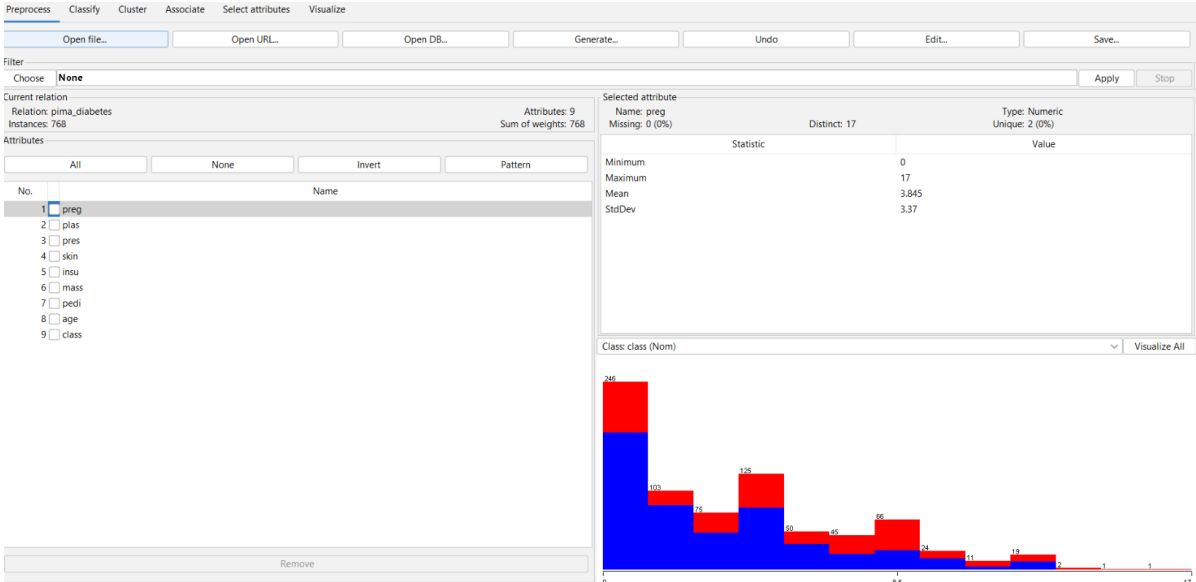 Preprocess Classify Cluster Associate Select attributes Visualize
Open file... Open URL... Open DB... Generate... Undo Edit... Save...
Filter
Choose None Apply Stop
Current relation
Relation: pima_diabetes Attributes: 9
Instances: 768 Sum of weights: 768
Selected attribute
Name: preg Type: Numeric
Missing: 0 (0%) Distinct: 17 Unique: 2 (0%)
Attributes
All None Invert Pattern
No. Name
1 preg
2 plas
3 pres
4 skin
5 insu
6 mass
7 pedi
8 age
9 class
Remove
Statistic Value
Minimum 0
Maximum 17
Mean 3.845
StdDev 3.37
Class: class (Nom) Visualize All
246
103
75
125
50
45
66
24
11
19
2
1
1
0 8.5 17